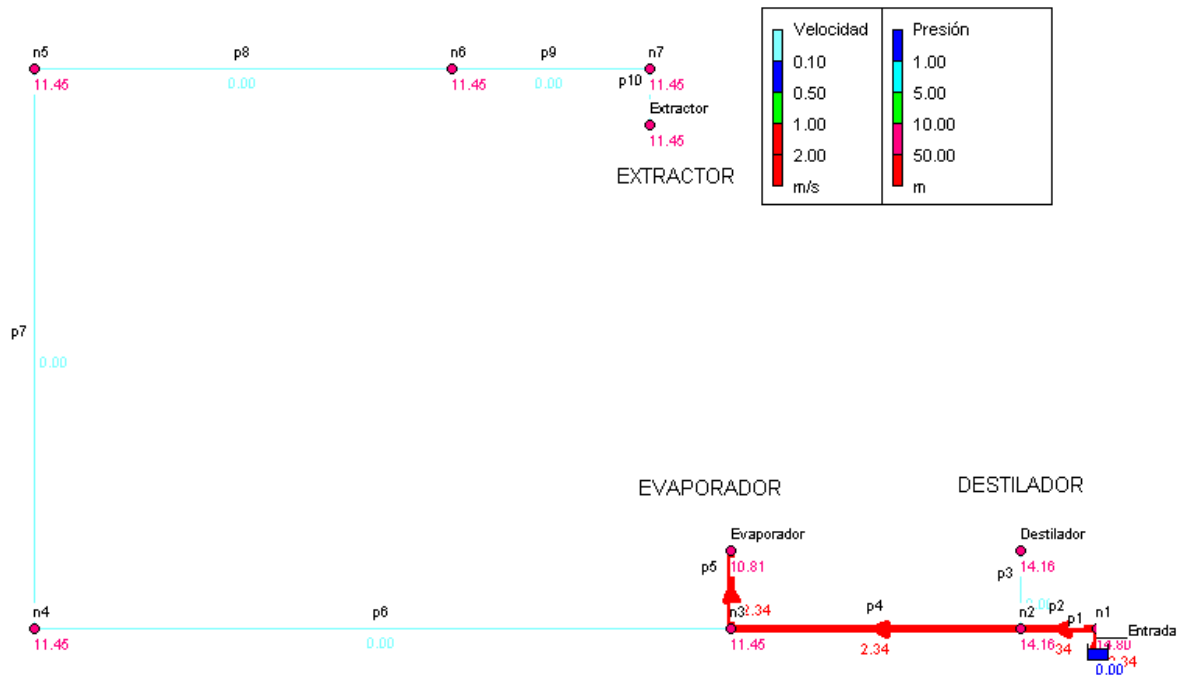 Velocidad
0.10
0.50
1.00
2.00
m/s
Presión
1.00
5.00
10.00
50.00
m
n5
p8
n6
p9
n7
11.45
0.00
11.45
0.00
p10
11.45
Extractor
11.45
EXTRACTOR
p7
0.00
EVAPORADOR
DESTILADOR
Evaporador
Destilador
p5
10.81
p3
14.16
n4
p6
n3
2.34
p4
n2
p2
p1
n1
Entrada
11.45
0.00
11.45
2.34
14.16
0.00